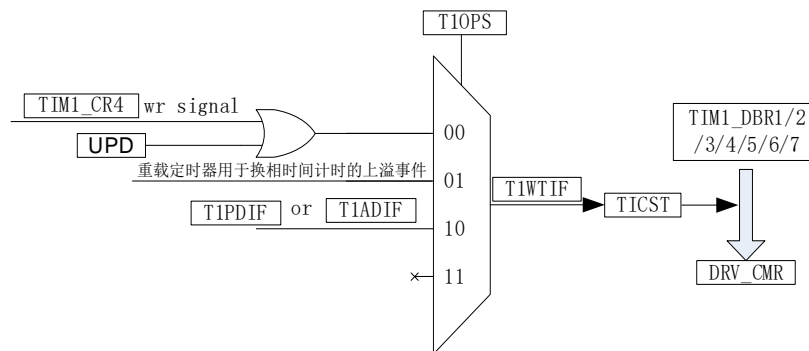 T1OPS
TIM1_CR4 wr signal
UPD
00
重载定时器用于换相时间计时的上溢事件
01
T1PDIF or T1ADIF
10
11
T1WTIF
TICST
TIM1_DBR1/2
/3/4/5/6/7
DRV_CMR